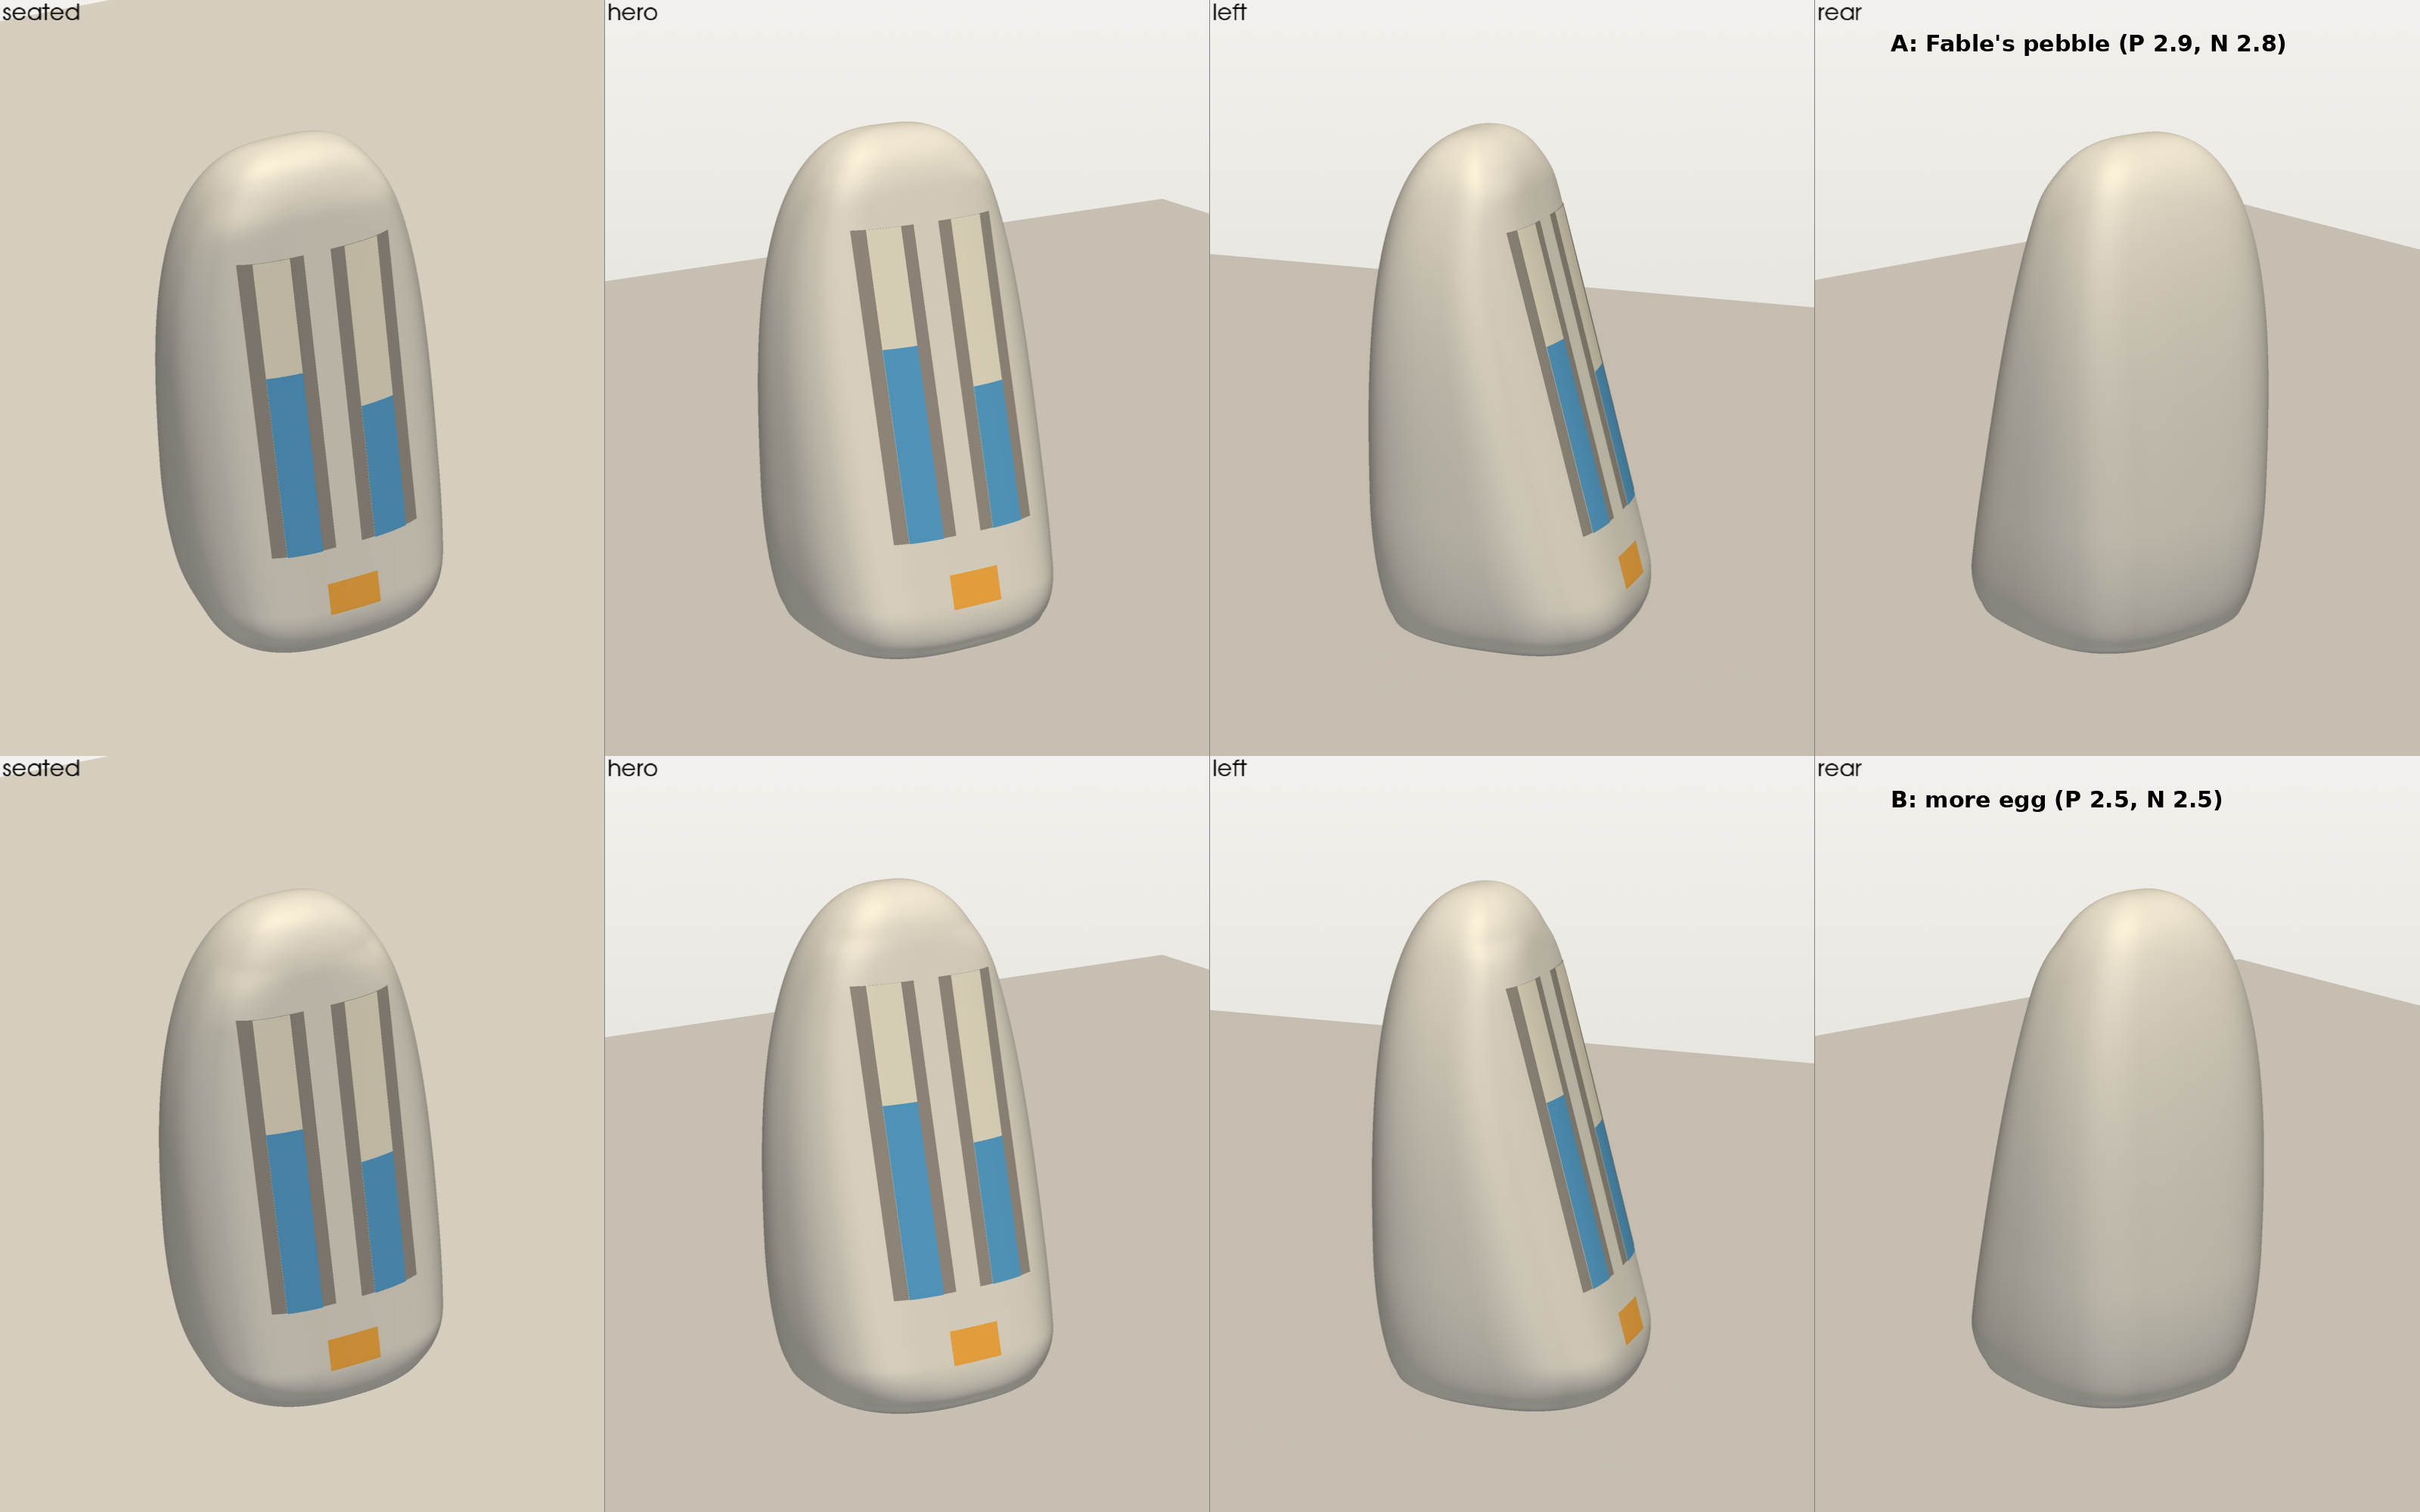 seated
hero
left
rear
A: Fable's pebble (P 2.9, N 2.8)
seated
hero
left
rear
B: more egg (P 2.5, N 2.5)